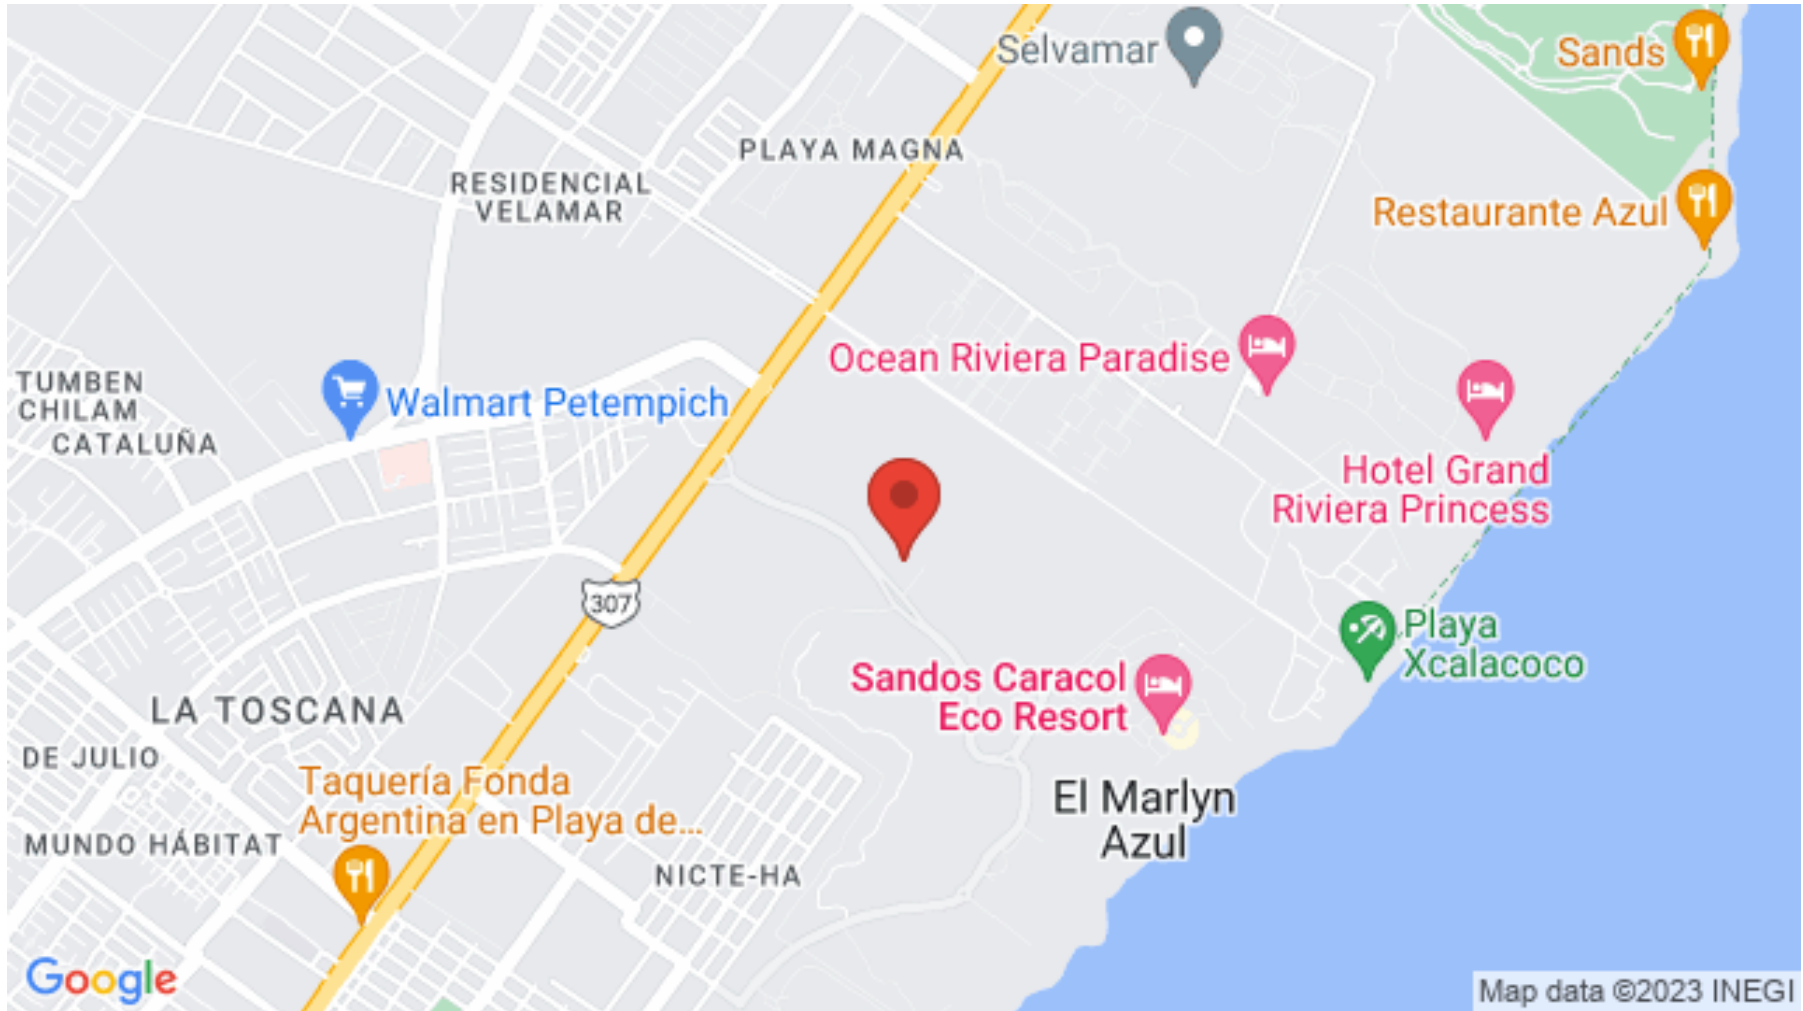 Selvamar
Sands
PLAYA MAGNA
RESIDENCIAL
VELAMAR
Restaurante Azul
Ocean Riviera Paradise
TUMBEN
CHILAM
CATALUÑA
Walmart Petempich
Hotel Grand
Riviera Princess
307
Playa
Xcalacoco
Sandos Caracol
Eco Resort
LA TOSCANA
DE JULIO
Taquería Fonda
Argentina en Playa de...
El Marlyn
Azul
MUNDO HÁBITAT
NICTE-HA
Google
Map data ©2023 INEGI